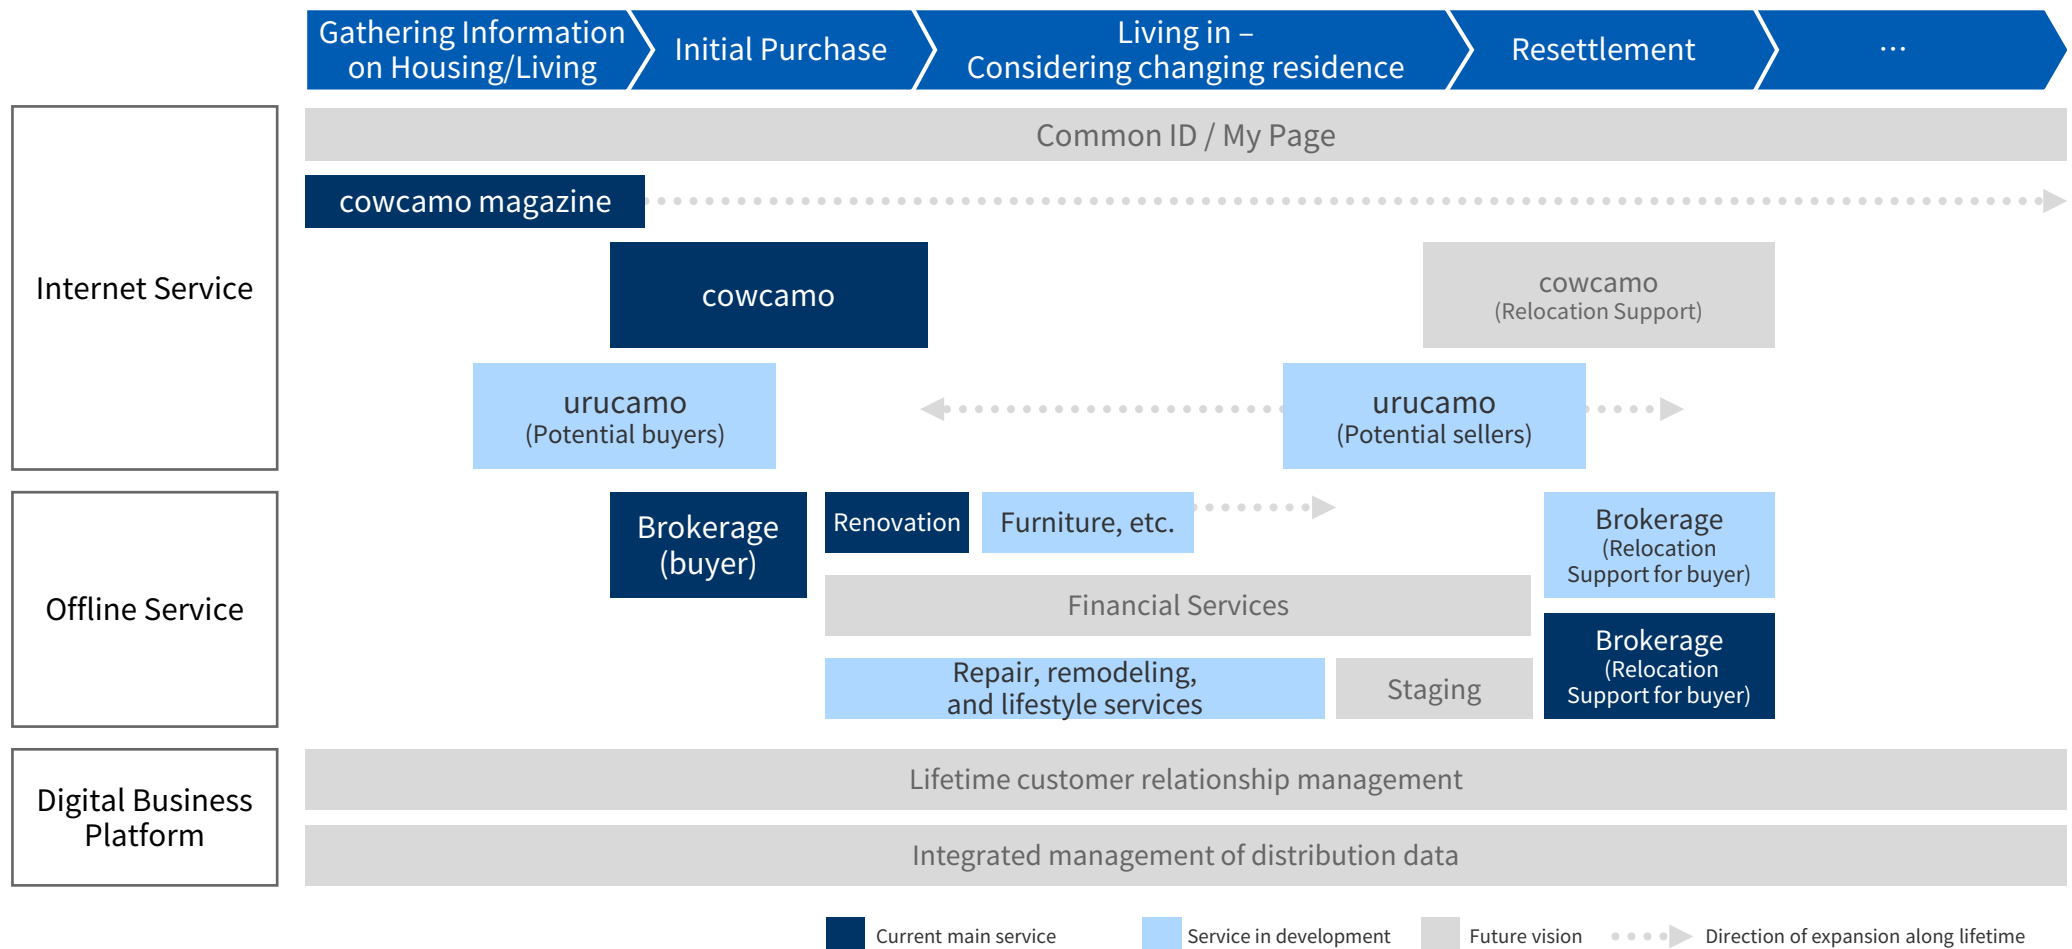 Gathering Information
on Housing/Living
Initial Purchase
Living in –
Considering changing residence
Resettlement
…
Internet Service
Common ID / My Page
cowcamo magazine
cowcamo
cowcamo
(Relocation Support)
urucamo
(Potential buyers)
urucamo
(Potential sellers)
Offline Service
Brokerage
(buyer)
Renovation
Furniture, etc.
Brokerage
(Relocation
Support for buyer)
Financial Services
Brokerage
(Relocation
Support for buyer)
Repair, remodeling,
and lifestyle services
Staging
Digital Business
Platform
Lifetime customer relationship management
Integrated management of distribution data
Current main service
Service in development
Future vision
Direction of expansion along lifetime